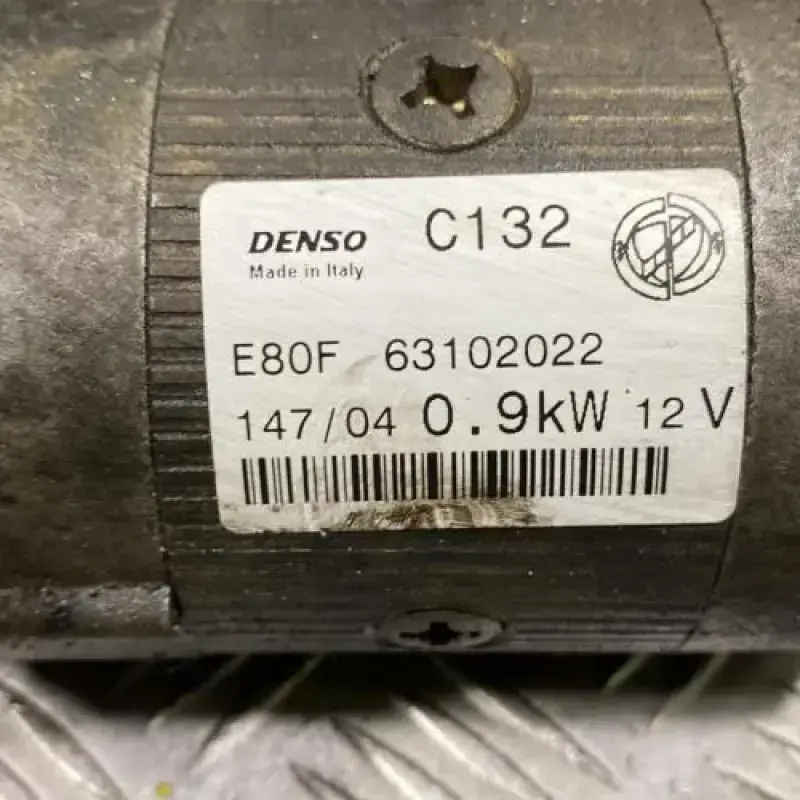 DENSO C132
Made in Italy
E80F 63102022
147/04 0.9kW 12 V